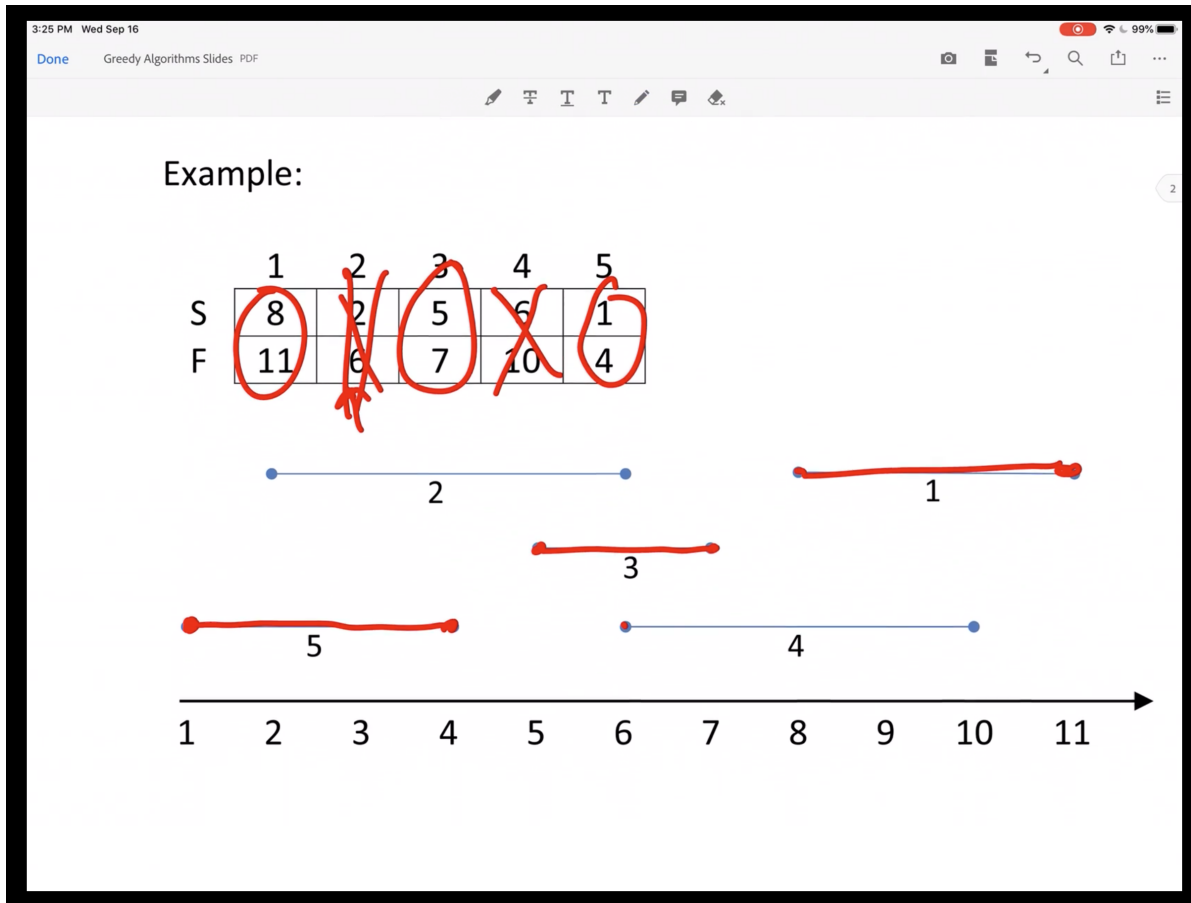 3:25 PM Wed Sep 16
99%
Done Greedy Algorithms Slides PDF
2
Example:
1 2 3 4 5
S 8 2 5 6 1
F 11 6 7 10 4
2 1
3
5 4
1 2 3 4 5 6 7 8 9 10 11